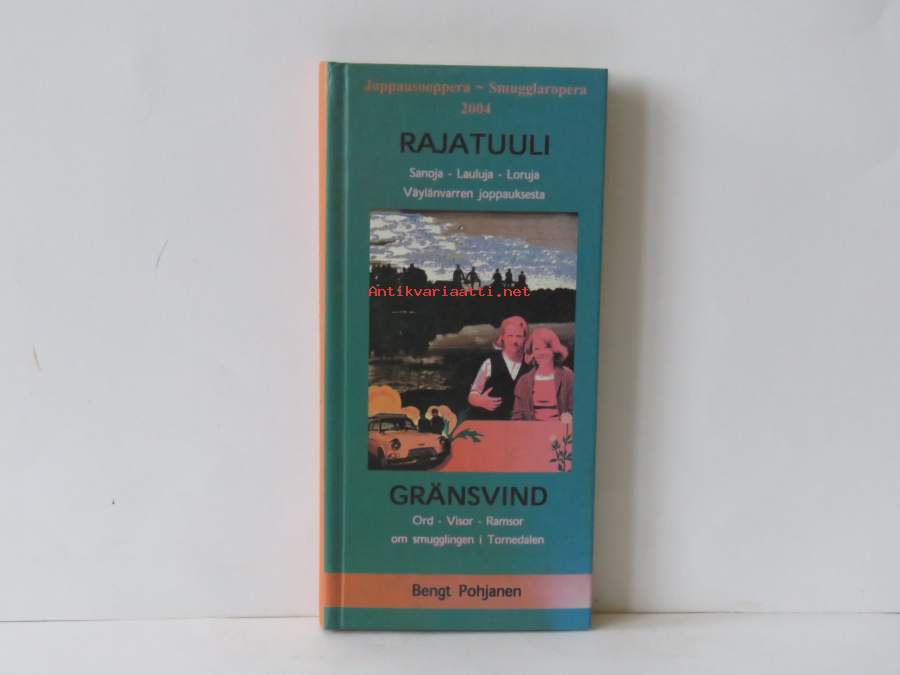 Joppausooppera ~ Smugglaropera
2004
RAJATUULI
Sanoja - Lauluja - Loruja
Väylänvarren joppauksesta
Antikvariaatti.net
GRÄNSVIND
Ord - Visor - Ramsor
om smugglingen i Tornedalen
Bengt Pohjanen